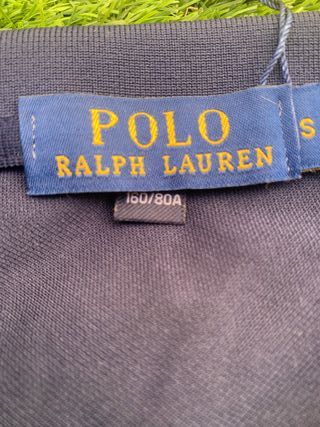 POLO
RALPH LAUREN
S
160/80A